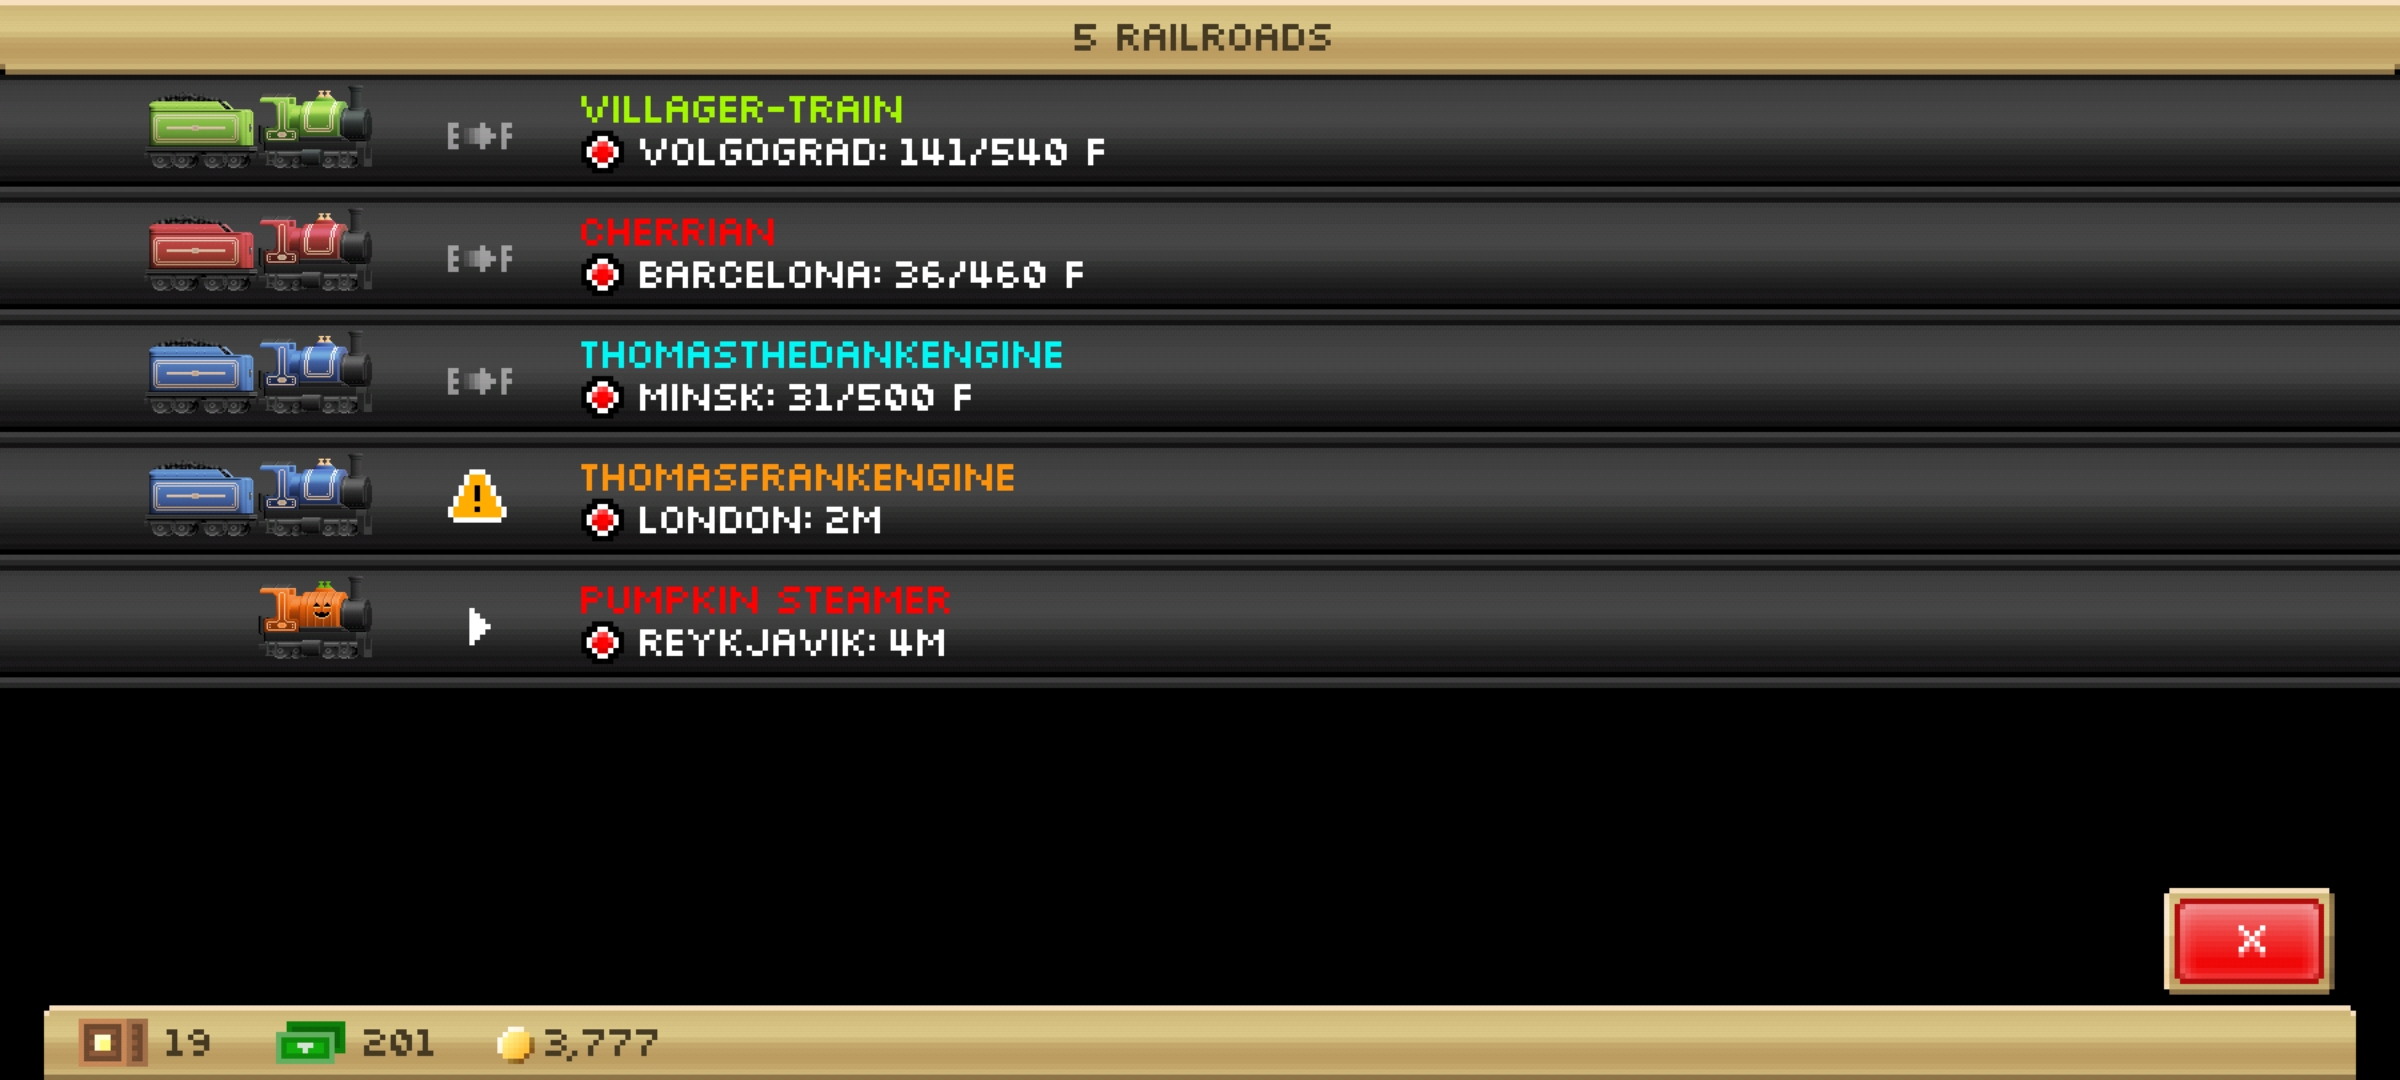 5 RAILROADS
E F
VILLAGER-TRAIN
VOLGOGRAD: 141/540 F
E F
CHERRIAN
BARCELONA: 36/460 F
E F
THOMASTHEDANKENGINE
MINSK: 31/500 F
!
THOMASFRANKENGINE
LONDON: 2M
PUMPKIN STEAMER
REYKJAVIK: 4M
X
19 201 3,777